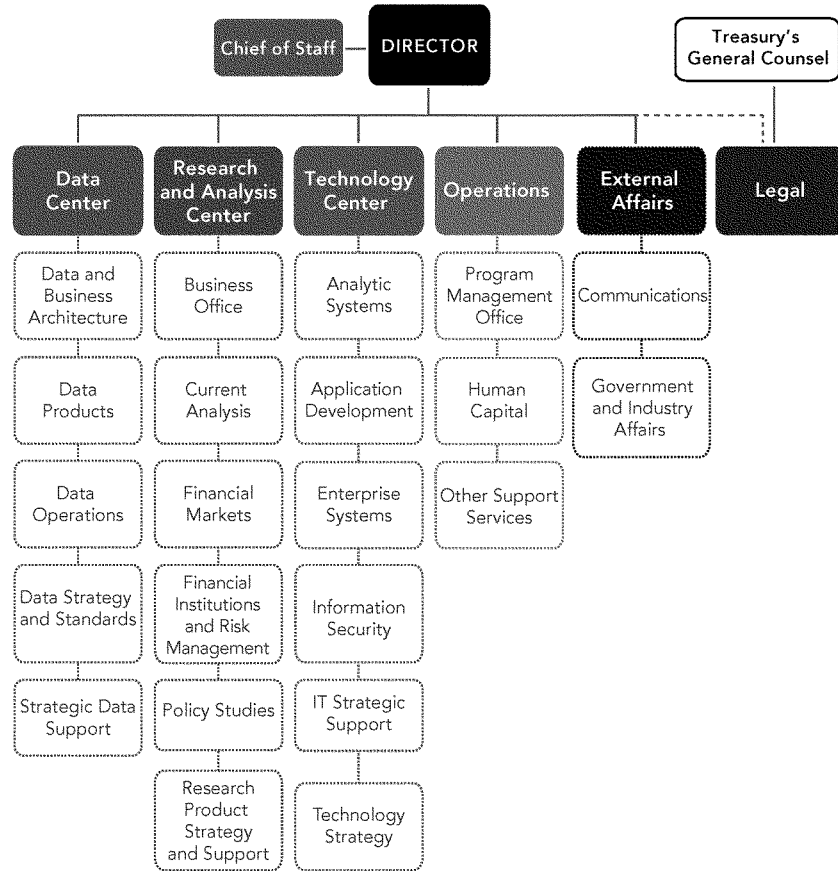 Chief of Staff
DIRECTOR
Treasury's
General Counsel
Data
Center
Research
and Analysis
Center
Technology
Center
Operations
External
Affairs
Legal
Data and
Business
Architecture
Data
Products
Data
Operations
Data Strategy
and Standards
Strategic Data
Support
Business
Office
Current
Analysis
Financial
Markets
Financial
Institutions
and Risk
Management
Policy Studies
Research
Product
Strategy
and Support
Analytic
Systems
Application
Development
Enterprise
Systems
Information
Security
IT Strategic
Support
Technology
Strategy
Program
Management
Office
Human
Capital
Other Support
Services
Communications
Government
and Industry
Affairs